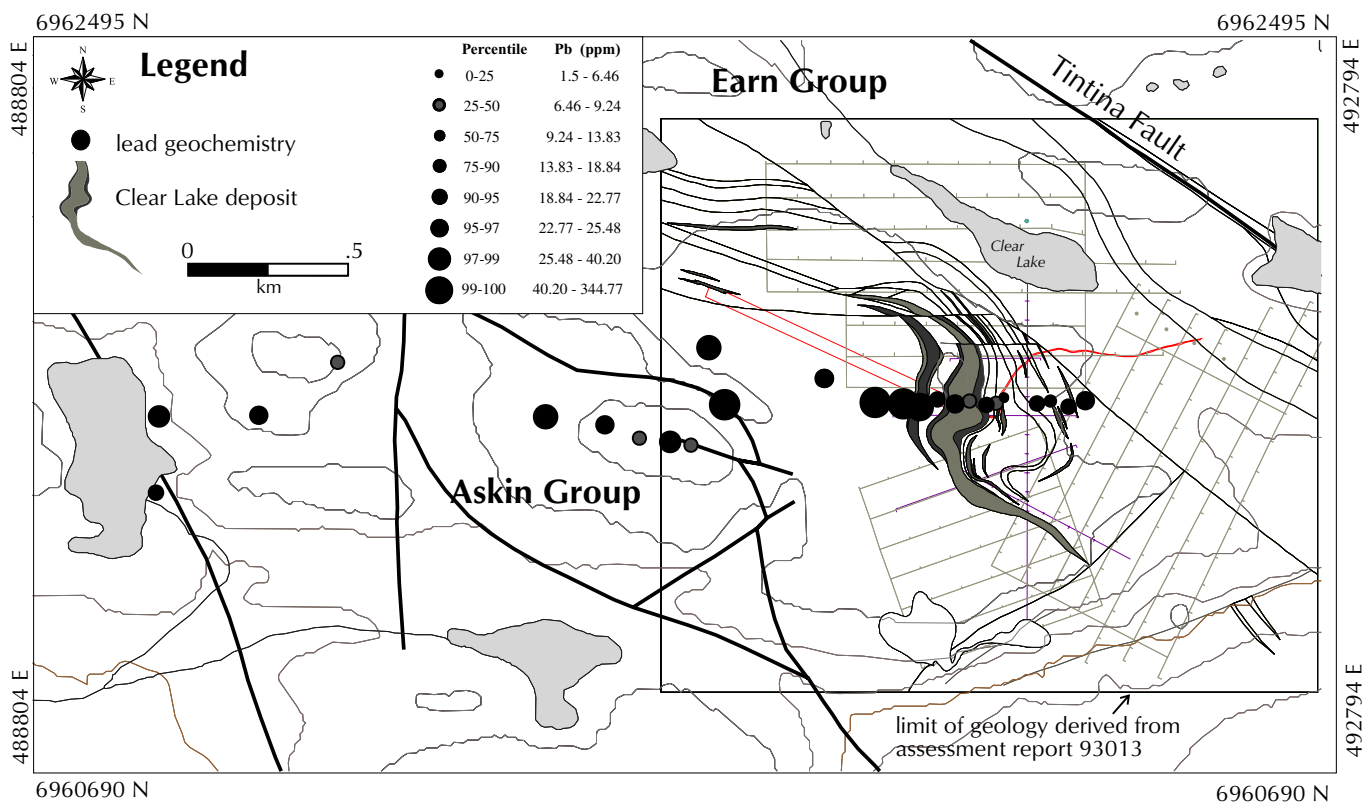 6962495 N
6962495 N
488804 E
492794 E
Legend
N
W
E
S
lead geochemistry
Clear Lake deposit
0
.5
km
Percentile Pb (ppm)
0-25 1.5 - 6.46
25-50 6.46 - 9.24
50-75 9.24 - 13.83
75-90 13.83 - 18.84
90-95 18.84 - 22.77
95-97 22.77 - 25.48
97-99 25.48 - 40.20
99-100 40.20 - 344.77
Earn Group
Tintina Fault
Clear
Lake
Askin Group
limit of geology derived from
assessment report 93013
488804 E
492794 E
6960690 N
6960690 N